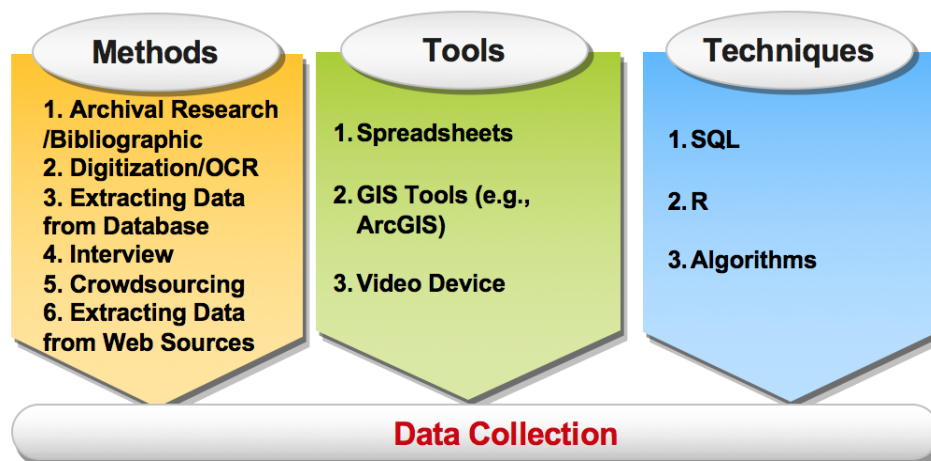 Methods
1. Archival Research
/Bibliographic
2. Digitization/OCR
3. Extracting Data
from Database
4. Interview
5. Crowdsourcing
6. Extracting Data
from Web Sources
Tools
1. Spreadsheets
2. GIS Tools (e.g.,
ArcGIS)
3. Video Device
Techniques
1. SQL
2. R
3. Algorithms
Data Collection